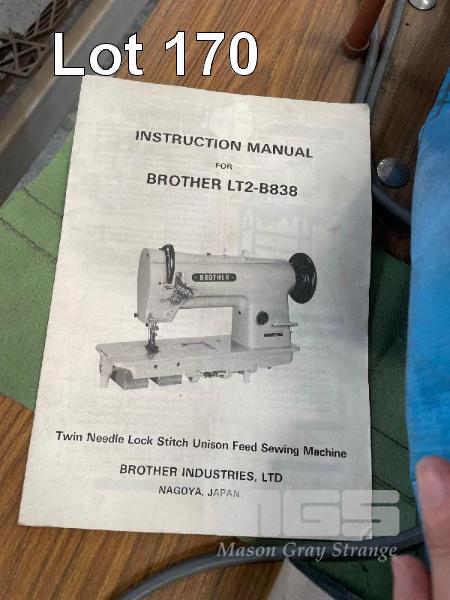 Lot 170
INSTRUCTION MANUAL
FOR
BROTHER LT2-B838
BROTHER
Twin Needle Lock Stitch Unison Feed Sewing Machine
BROTHER INDUSTRIES, LTD
NAGOYA, JAPAN
MGS
Mason Gray Strange